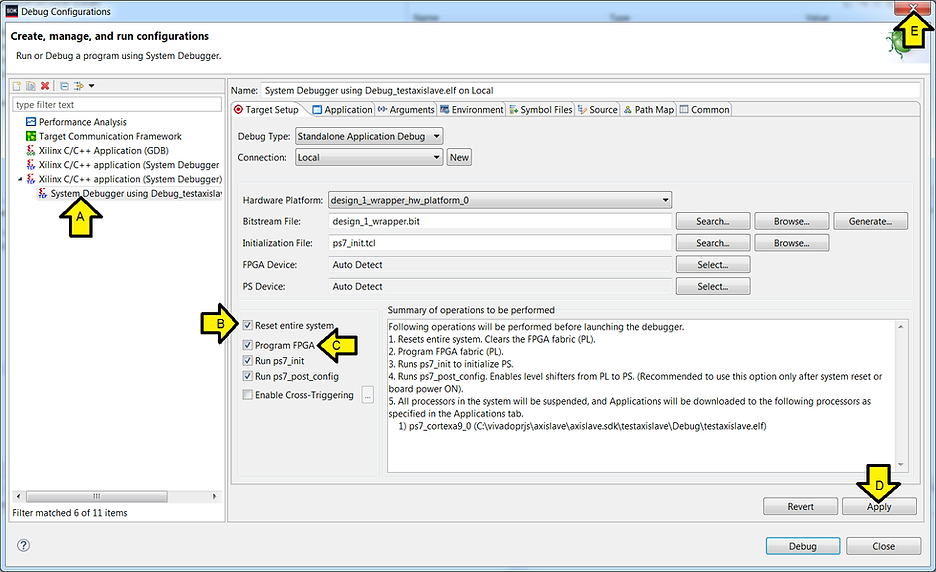 SDK Debug Configurations
E
Create, manage, and run configurations
Run or Debug a program using System Debugger.
type filter text
Performance Analysis
Target Communication Framework
Xilinx C/C++ Application (GDB)
Xilinx C/C++ application (System Debugger
Xilinx C/C++ application (System Debugger)
System Debugger using Debug_testaxislav
A
Filter matched 6 of 11 items
Name: System Debugger using Debug_testaxislave.elf on Local
Target Setup Application Arguments Environment Symbol Files Source Path Map Common
Debug Type: Standalone Application Debug
Connection: Local New
Hardware Platform: design_1_wrapper_hw_platform_0
Bitstream File: design_1_wrapper.bit Search... Browse... Generate...
Initialization File: ps7_init.tcl Search... Browse...
FPGA Device: Auto Detect Select...
PS Device: Auto Detect Select...
B Reset entire system
Program FPGA C
Run ps7_init
Run ps7_post_config
Enable Cross-Triggering ...
Summary of operations to be performed
Following operations will be performed before launching the debugger.
1. Resets entire system. Clears the FPGA fabric (PL).
2. Program FPGA fabric (PL).
3. Runs ps7_init to initialize PS.
4. Runs ps7_post_config. Enables level shifters from PL to PS. (Recommended to use this option only after system reset or
board power ON).
5. All processors in the system will be suspended, and Applications will be downloaded to the following processors as
specified in the Applications tab.
1) ps7_cortexa9_0 (C:\vivadoprjs\axislave\axislave.sdk\testaxislave\Debug\testaxislave.elf)
D
Revert Apply
? Debug Close